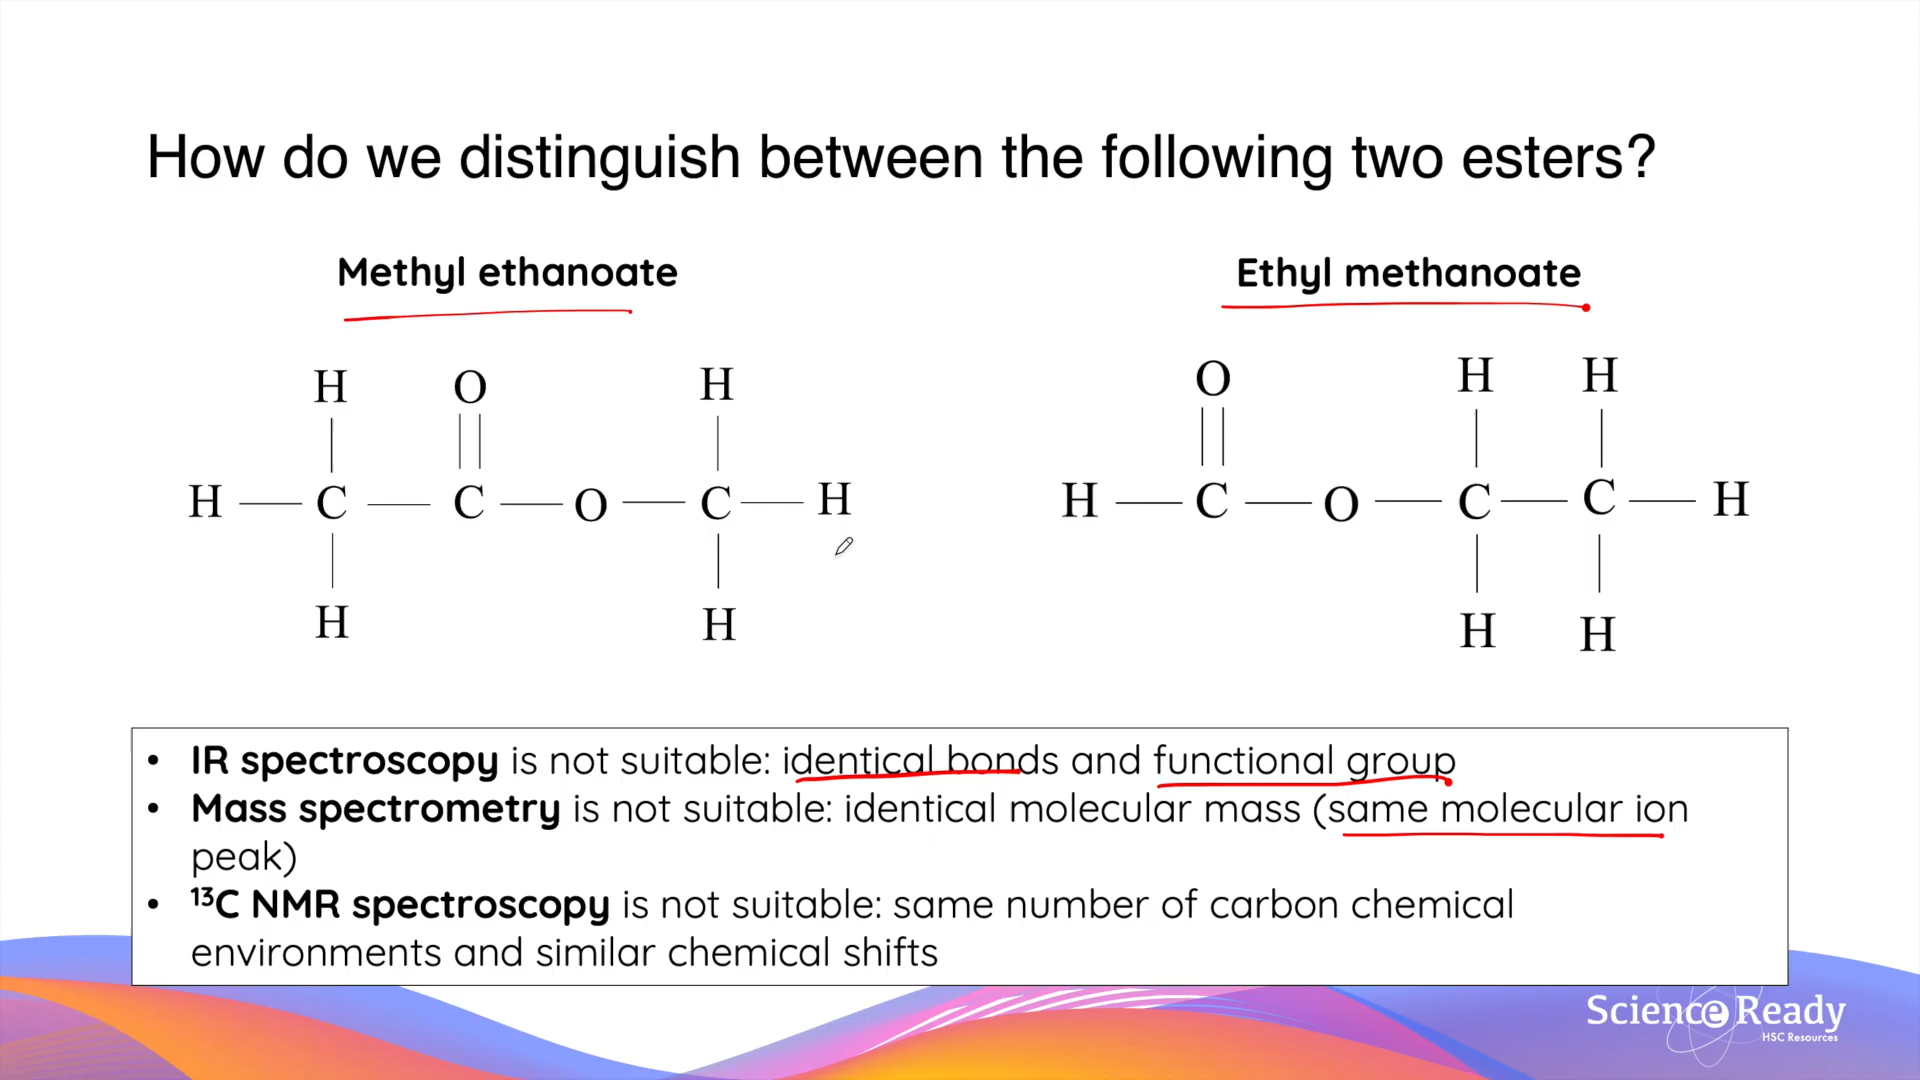 How do we distinguish between the following two esters?
Methyl ethanoate
Ethyl methanoate
H O H
H C C O C H
H H
O H H
H C O C C H
H H
• IR spectroscopy is not suitable: identical bonds and functional group
• Mass spectrometry is not suitable: identical molecular mass (same molecular ion
peak)
• ¹³C NMR spectroscopy is not suitable: same number of carbon chemical
environments and similar chemical shifts
Science Ready
HSC Resources